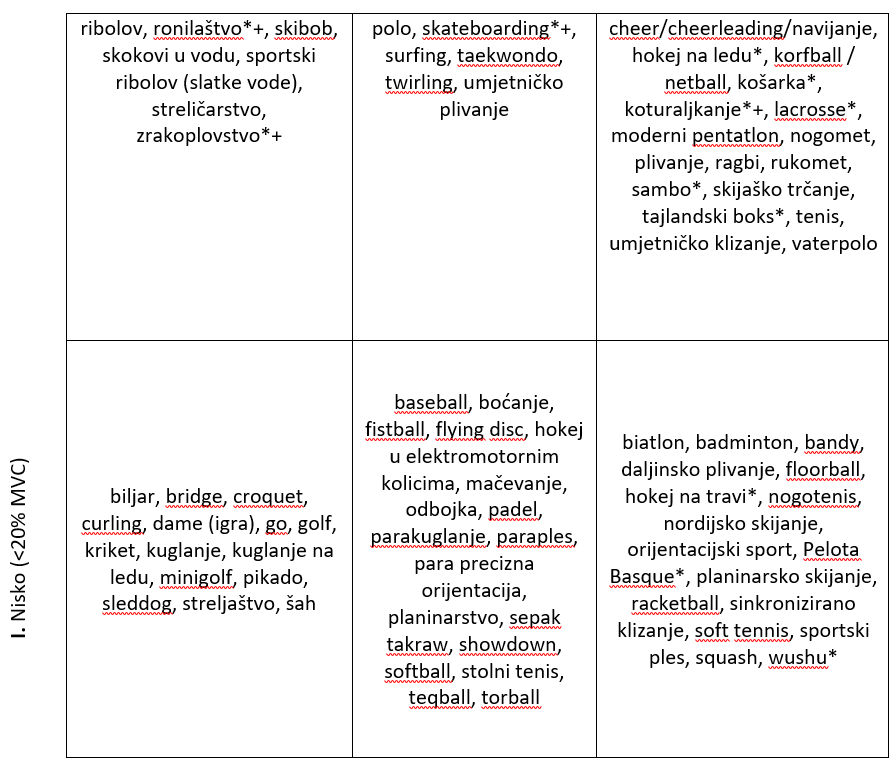 ribolov, ronilaštvo*+, skibob,
skokovi u vodu, sportski
ribolov (slatke vode),
streličarstvo,
zrakoplovstvo*+
polo, skateboarding*+,
surfing, taekwondo,
twirling, umjetničko
plivanje
cheer/cheerleading/navijanje,
hokej na ledu*, korfball /
netball, košarka*,
koturaljkanje*+, lacrosse*,
moderni pentatlon, nogomet,
plivanje, ragbi, rukomet,
sambo*, skijaško trčanje,
tajlandski boks*, tenis,
umjetničko klizanje, vaterpolo
I. Nisko (<20% MVC)
biljar, bridge, croquet,
curling, dame (igra), go, golf,
kriket, kuglanje, kuglanje na
ledu, minigolf, pikado,
sleddog, streljaštvo, šah
baseball, boćanje,
fistball, flying disc, hokej
u elektromotornim
kolicima, mačevanje,
odbojka, padel,
parakuglanje, paraples,
para precizna
orijentacija,
planinarstvo, sepak
takraw, showdown,
softball, stolni tenis,
teqball, torball
biatlon, badminton, bandy,
daljinsko plivanje, floorball,
hokej na travi*, nogotenis,
nordijsko skijanje,
orijentacijski sport, Pelota
Basque*, planinarsko skijanje,
racketball, sinkronizirano
klizanje, soft tennis, sportski
ples, squash, wushu*